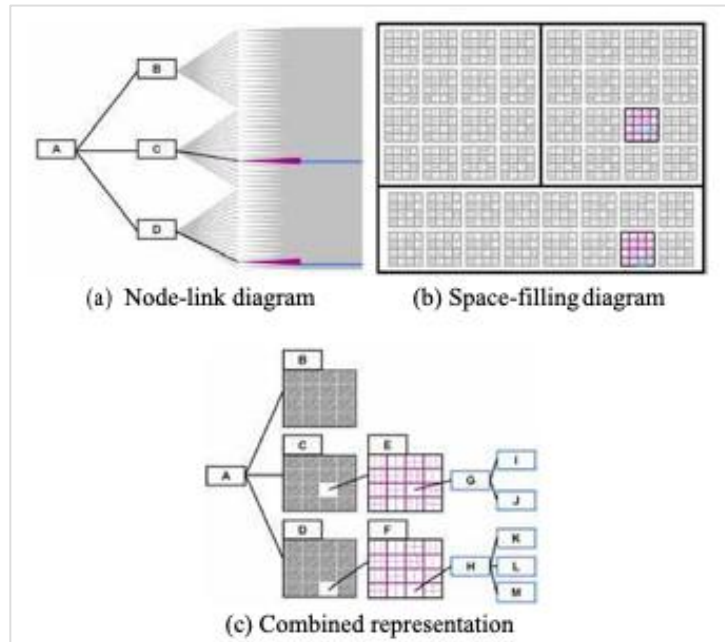 B
A
C
D
(a) Node-link diagram
(b) Space-filling diagram
B
C
E
I
A
G
J
D
F
K
H
L
M
(c) Combined representation